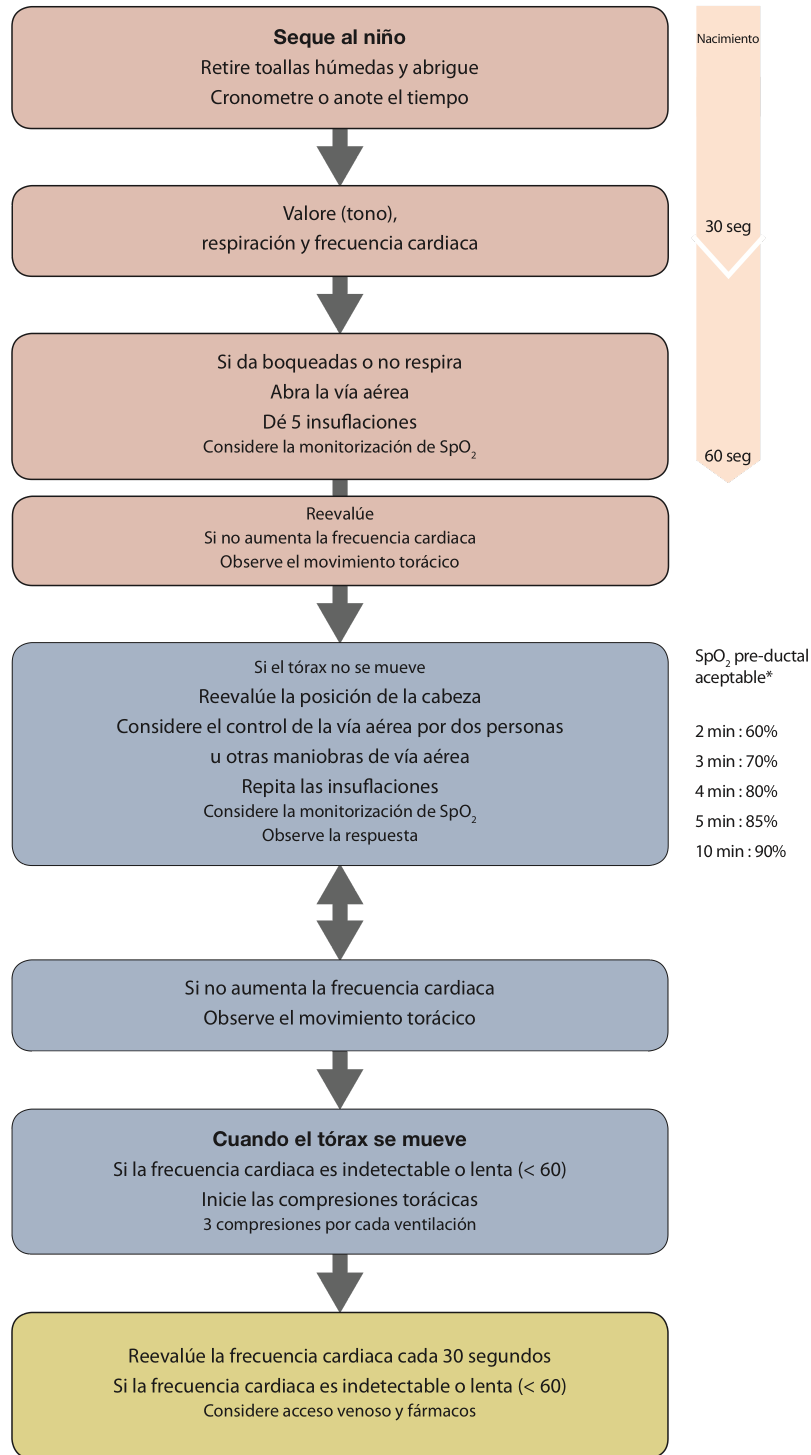 Seque al niño
Retire toallas húmedas y abrigue
Cronometre o anote el tiempo
Nacimiento
Valore (tono),
respiración y frecuencia cardiaca
30 seg
Si da boqueadas o no respira
Abra la vía aérea
Dé 5 insuflaciones
Considere la monitorización de SpO₂
60 seg
Reevalúe
Si no aumenta la frecuencia cardiaca
Observe el movimiento torácico
Si el tórax no se mueve
Reevalúe la posición de la cabeza
Considere el control de la vía aérea por dos personas
u otras maniobras de vía aérea
Repita las insuflaciones
Considere la monitorización de SpO₂
Observe la respuesta
SpO₂ pre-ductal
aceptable*
2 min : 60%
3 min : 70%
4 min : 80%
5 min : 85%
10 min : 90%
Si no aumenta la frecuencia cardiaca
Observe el movimiento torácico
Cuando el tórax se mueve
Si la frecuencia cardiaca es indetectable o lenta (< 60)
Inicie las compresiones torácicas
3 compresiones por cada ventilación
Reevalúe la frecuencia cardiaca cada 30 segundos
Si la frecuencia cardiaca es indetectable o lenta (< 60)
Considere acceso venoso y fármacos